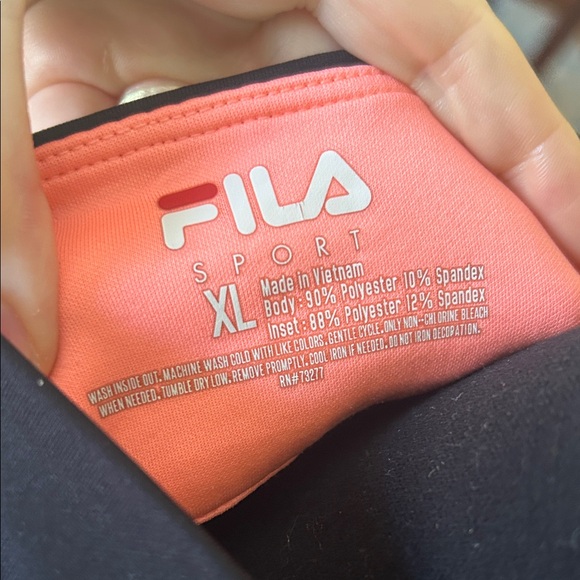 FILA
SPORT
XL
Made in Vietnam
Body: 90% Polyester 10% Spandex
Inset: 88% Polyester 12% Spandex
WASH INSIDE OUT. MACHINE WASH COLD WITH LIKE COLORS. GENTLE CYCLE. ONLY NON-CHLORINE BLEACH
WHEN NEEDED. TUMBLE DRY LOW. REMOVE PROMPTLY. COOL IRON IF NEEDED. DO NOT IRON DECORATION.
RN#73277